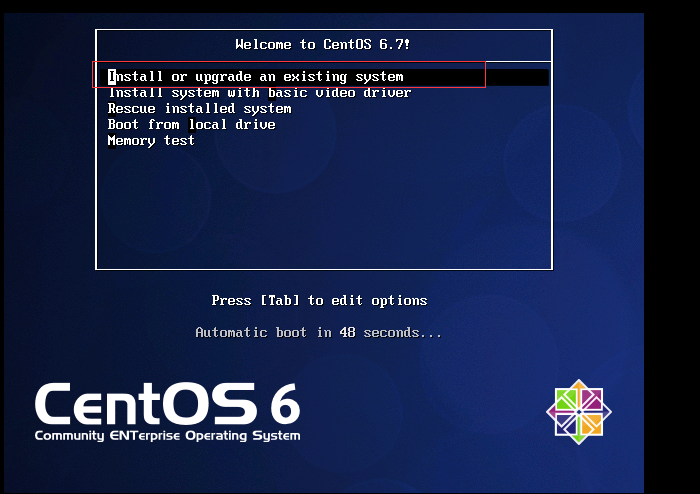 Welcome to CentOS 6.7!
Install or upgrade an existing system
Install system with basic video driver
Rescue installed system
Boot from local drive
Memory test
Press [Tab] to edit options
Automatic boot in 48 seconds...
CentOS 6
Community ENTerprise Operating System